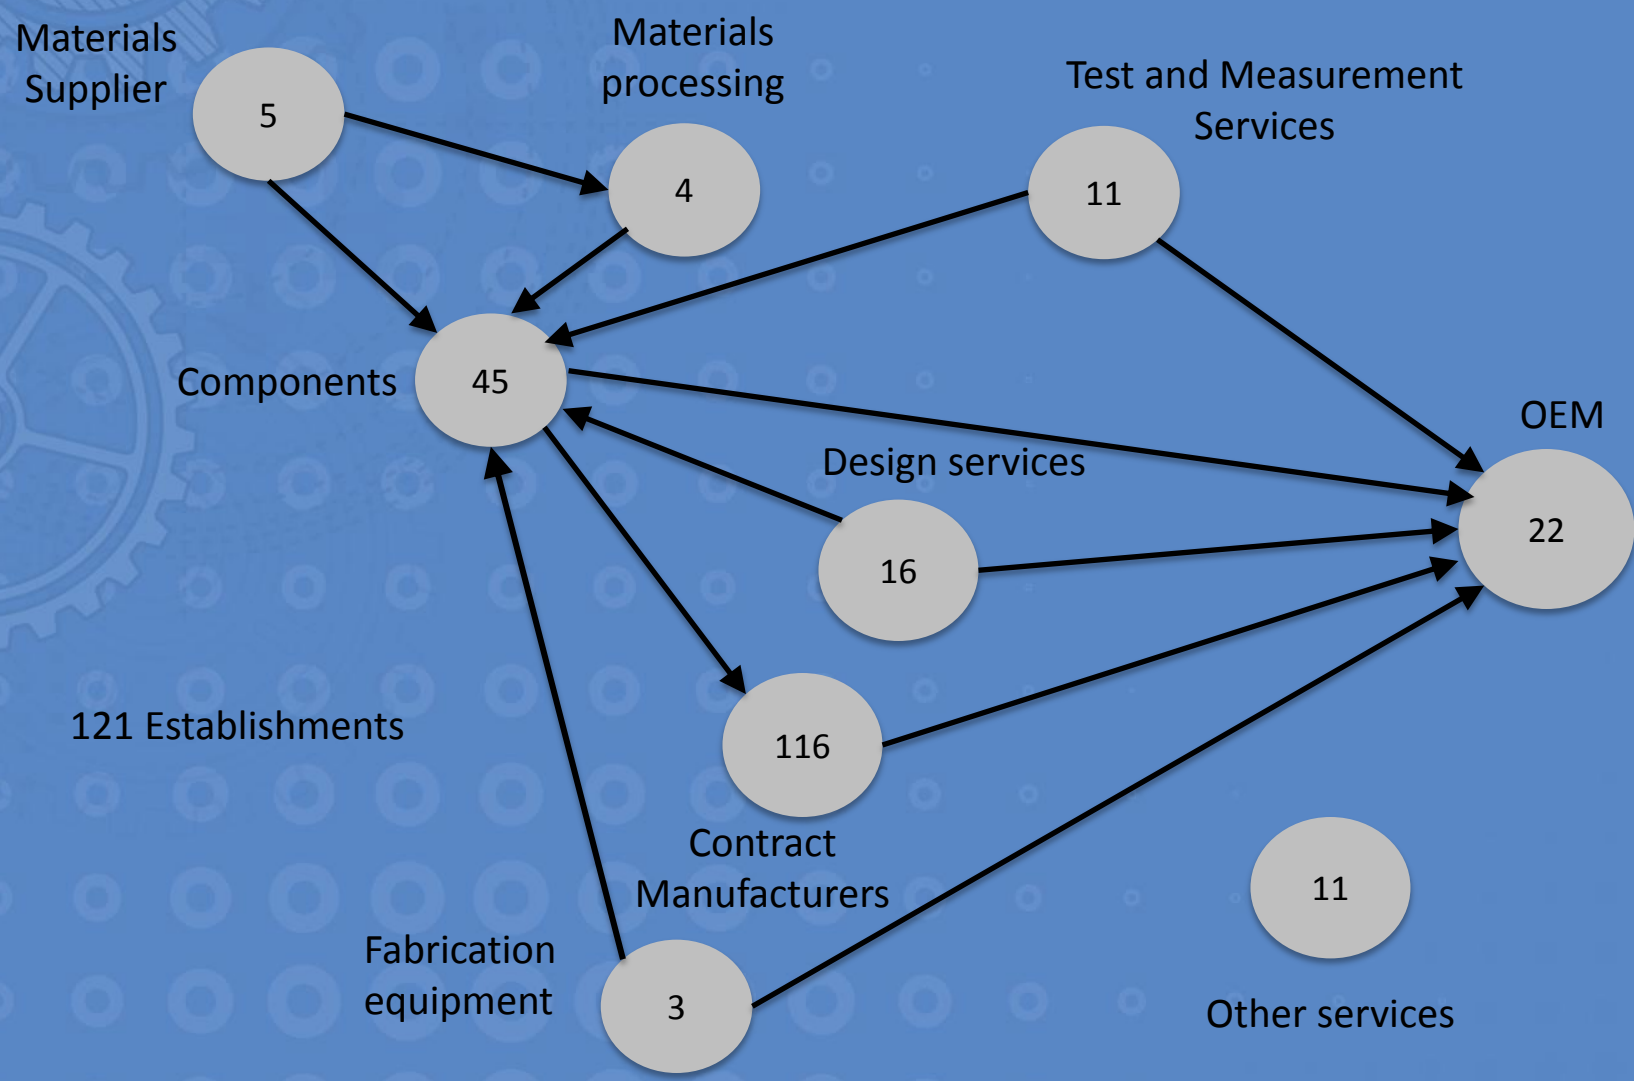 Materials
Supplier
5
Materials
processing
4
Test and Measurement
Services
11
Components
45
Design services
16
OEM
22
121 Establishments
116
Contract
Manufacturers
Fabrication
equipment
3
11
Other services